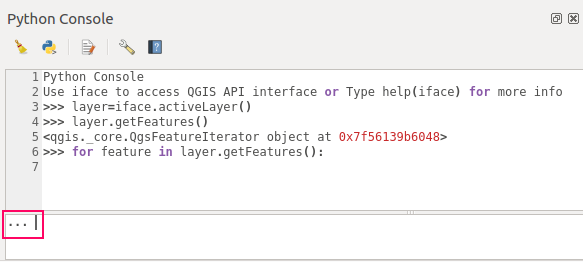 Python Console
1 Python Console
2 Use iface to access QGIS API interface or Type help(iface) for more info
3 >>> layer=iface.activeLayer()
4 >>> layer.getFeatures()
5 <qgis._core.QgsFeatureIterator object at 0x7f56139b6048>
6 >>> for feature in layer.getFeatures():
7
...